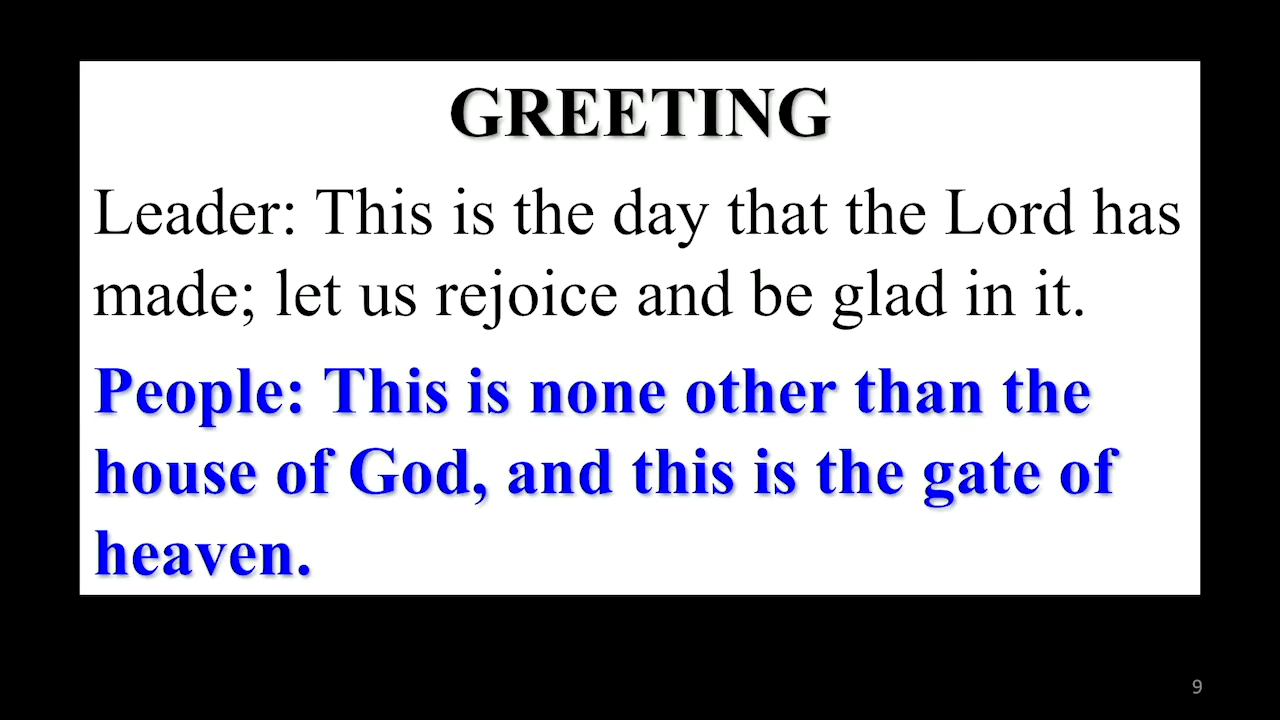 GREETING
Leader: This is the day that the Lord has
made; let us rejoice and be glad in it.
People: This is none other than the
house of God, and this is the gate of
heaven.
9